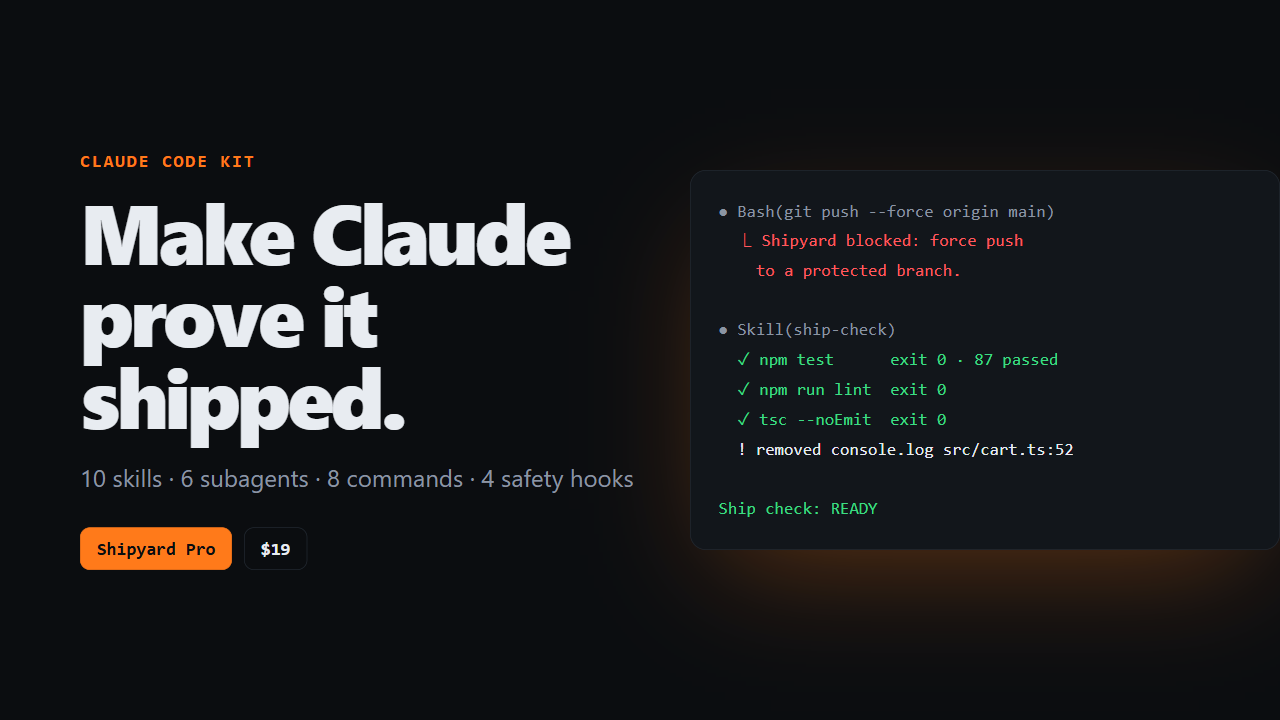 CLAUDE CODE KIT
Make Claude
prove it
shipped.
10 skills · 6 subagents · 8 commands · 4 safety hooks
Shipyard Pro
$19
● Bash(git push --force origin main)
⎿ Shipyard blocked: force push
to a protected branch.
● Skill(ship-check)
✓ npm test exit 0 · 87 passed
✓ npm run lint exit 0
✓ tsc --noEmit exit 0
! removed console.log src/cart.ts:52
Ship check: READY